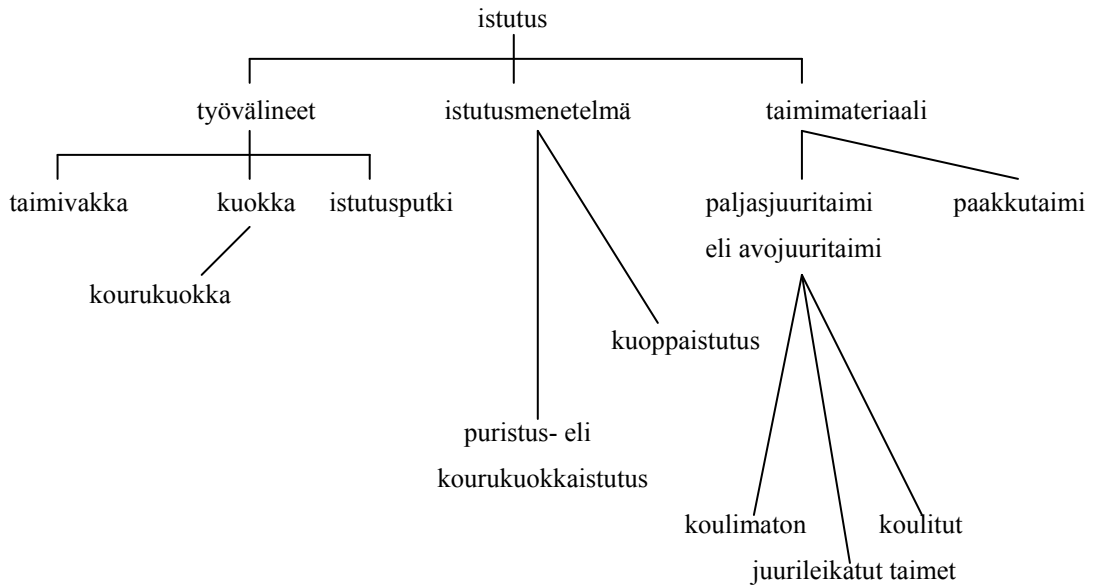 istutus
työvälineet
istutusmenetelmä
taimimateriaali
taimivakka
kuokka
istutusputki
paljasjuuritaimi
eli avojuuritaimi
paakkutaimi
kourukuokka
kuoppaistutus
puristus- eli
kourukuokkaistutus
koulimaton
koulitut
juurileikatut taimet